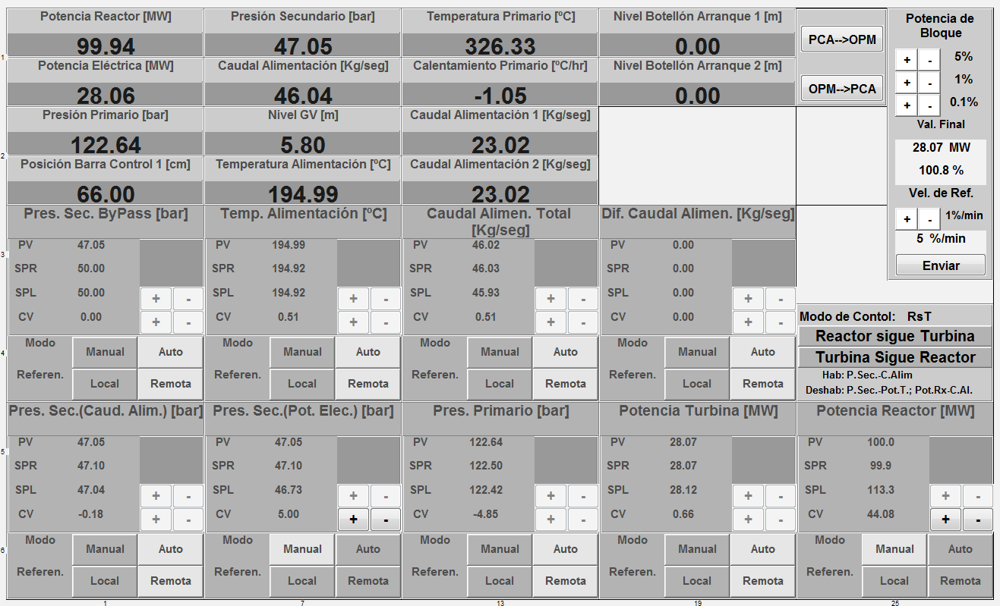 Potencia Reactor [MW]
99.94
Presión Secundario [bar]
47.05
Temperatura Primario [ºC]
326.33
Nivel Botellón Arranque 1 [m]
0.00
Potencia Eléctrica [MW]
28.06
Caudal Alimentación [Kg/seg]
46.04
Calentamiento Primario [ºC/hr]
-1.05
Nivel Botellón Arranque 2 [m]
0.00
Presión Primario [bar]
122.64
Nivel GV [m]
5.80
Caudal Alimentación 1 [Kg/seg]
23.02
Posición Barra Control 1 [cm]
66.00
Temperatura Alimentación [ºC]
194.99
Caudal Alimentación 2 [Kg/seg]
23.02
PCA-->OPM
OPM-->PCA
Potencia de
Bloque
+ - 5%
+ - 1%
+ - 0.1%
Val. Final
28.07 MW
100.8 %
Vel. de Ref.
+ - 1%/min
5 %/min
Enviar
Pres. Sec. ByPass [bar]
PV 47.05
SPR 50.00
SPL 50.00 + -
CV 0.00 + -
Modo Manual Auto
Referen. Local Remota
Temp. Alimentación [ºC]
PV 194.99
SPR 194.92
SPL 194.92 + -
CV 0.51 + -
Modo Manual Auto
Referen. Local Remota
Caudal Alimen. Total
[Kg/seg]
PV 46.02
SPR 46.03
SPL 45.93 + -
CV 0.51 + -
Modo Manual Auto
Referen. Local Remota
Dif. Caudal Alimen. [Kg/seg]
PV 0.00
SPR 0.00
SPL 0.00 + -
CV 0.00 + -
Modo Manual Auto
Referen. Local Remota
Modo de Contol: RsT
Reactor sigue Turbina
Turbina Sigue Reactor
Hab: P.Sec.-C.Alim
Deshab: P.Sec.-Pot.T.; Pot.Rx-C.Al.
Pres. Sec.(Caud. Alim.) [bar]
PV 47.05
SPR 47.10
SPL 47.04 + -
CV -0.18 + -
Modo Manual Auto
Referen. Local Remota
Pres. Sec.(Pot. Elec.) [bar]
PV 47.05
SPR 47.10
SPL 46.73 + -
CV 5.00 + -
Modo Manual Auto
Referen. Local Remota
Pres. Primario [bar]
PV 122.64
SPR 122.50
SPL 122.42 + -
CV -4.85 + -
Modo Manual Auto
Referen. Local Remota
Potencia Turbina [MW]
PV 28.07
SPR 28.07
SPL 28.12 + -
CV 0.66 + -
Modo Manual Auto
Referen. Local Remota
Potencia Reactor [MW]
PV 100.0
SPR 99.9
SPL 113.3 + -
CV 44.08 + -
Modo Manual Auto
Referen. Local Remota
1
2
3
4
5
6
1 7 13 19 25